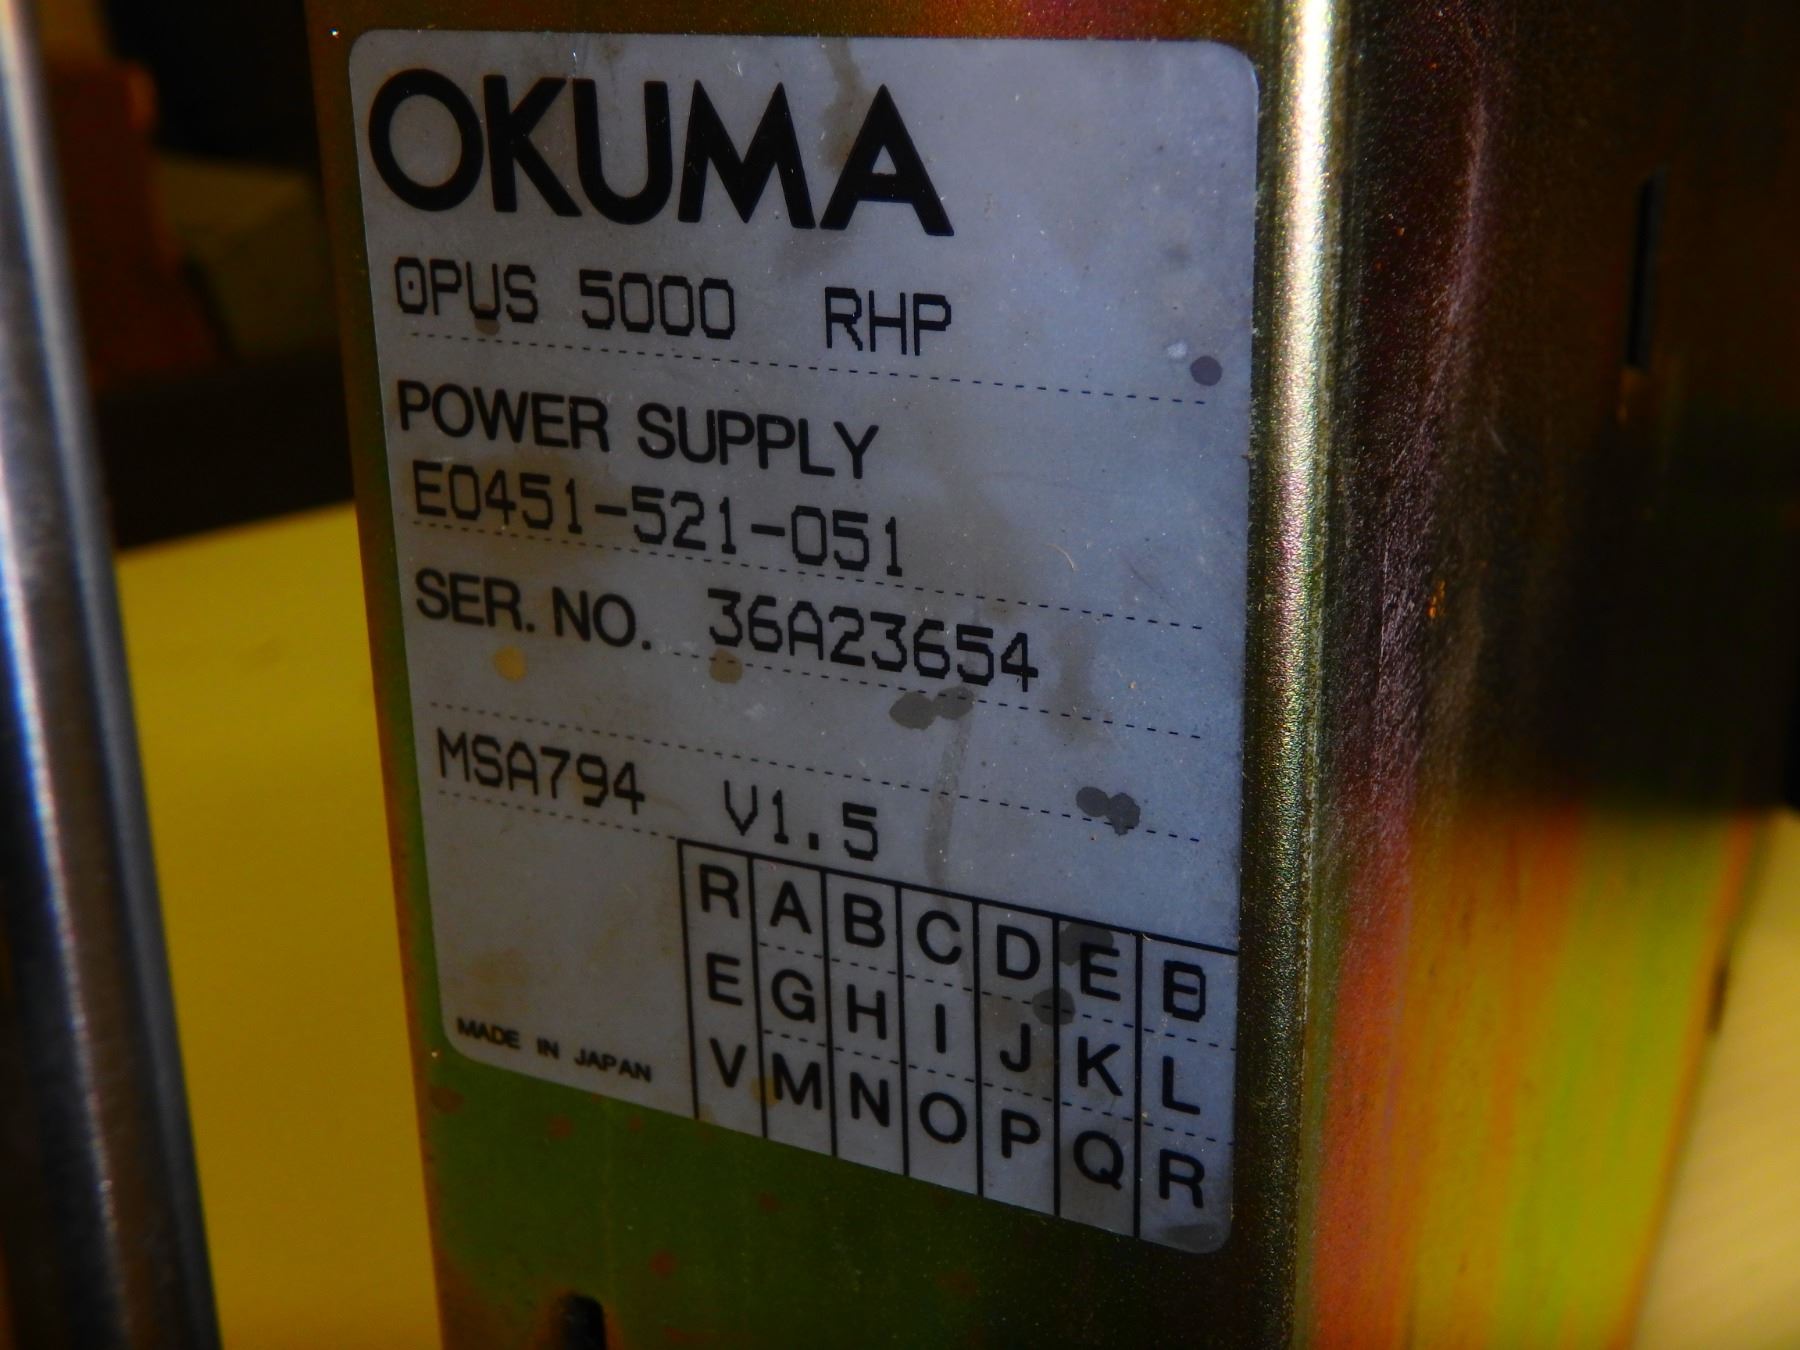 OKUMA
OPUS 5000 RHP
POWER SUPPLY
E0451-521-051
SER. NO. 36A23654
MSA794 V1.5
R A B C D E
E G H I J K L
V M N O P Q R
MADE IN JAPAN